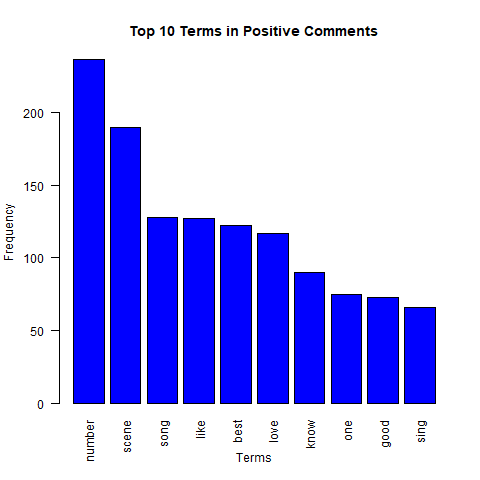 Top 10 Terms in Positive Comments
Frequency
200
150
100
50
0
number
scene
song
like
best
love
know
one
good
sing
Terms